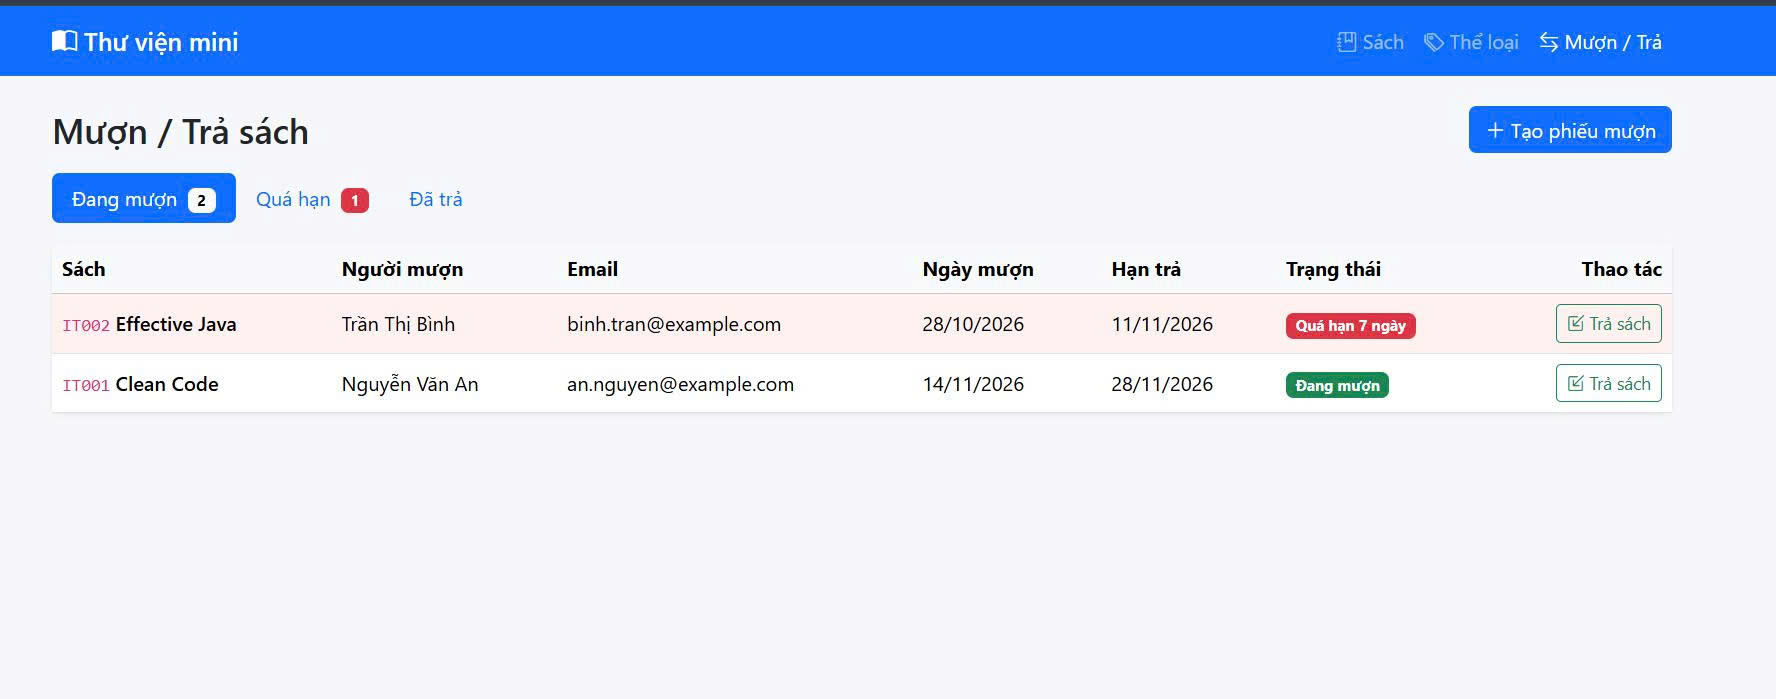 Thư viện mini Sách Thể loại Mượn / Trả
Mượn / Trả sách + Tạo phiếu mượn
Đang mượn 2 Quá hạn 1 Đã trả
Sách Người mượn Email Ngày mượn Hạn trả Trạng thái Thao tác
IT002 Effective Java Trần Thị Bình binh.tran@example.com 28/10/2026 11/11/2026 Quá hạn 7 ngày Trả sách
IT001 Clean Code Nguyễn Văn An an.nguyen@example.com 14/11/2026 28/11/2026 Đang mượn Trả sách